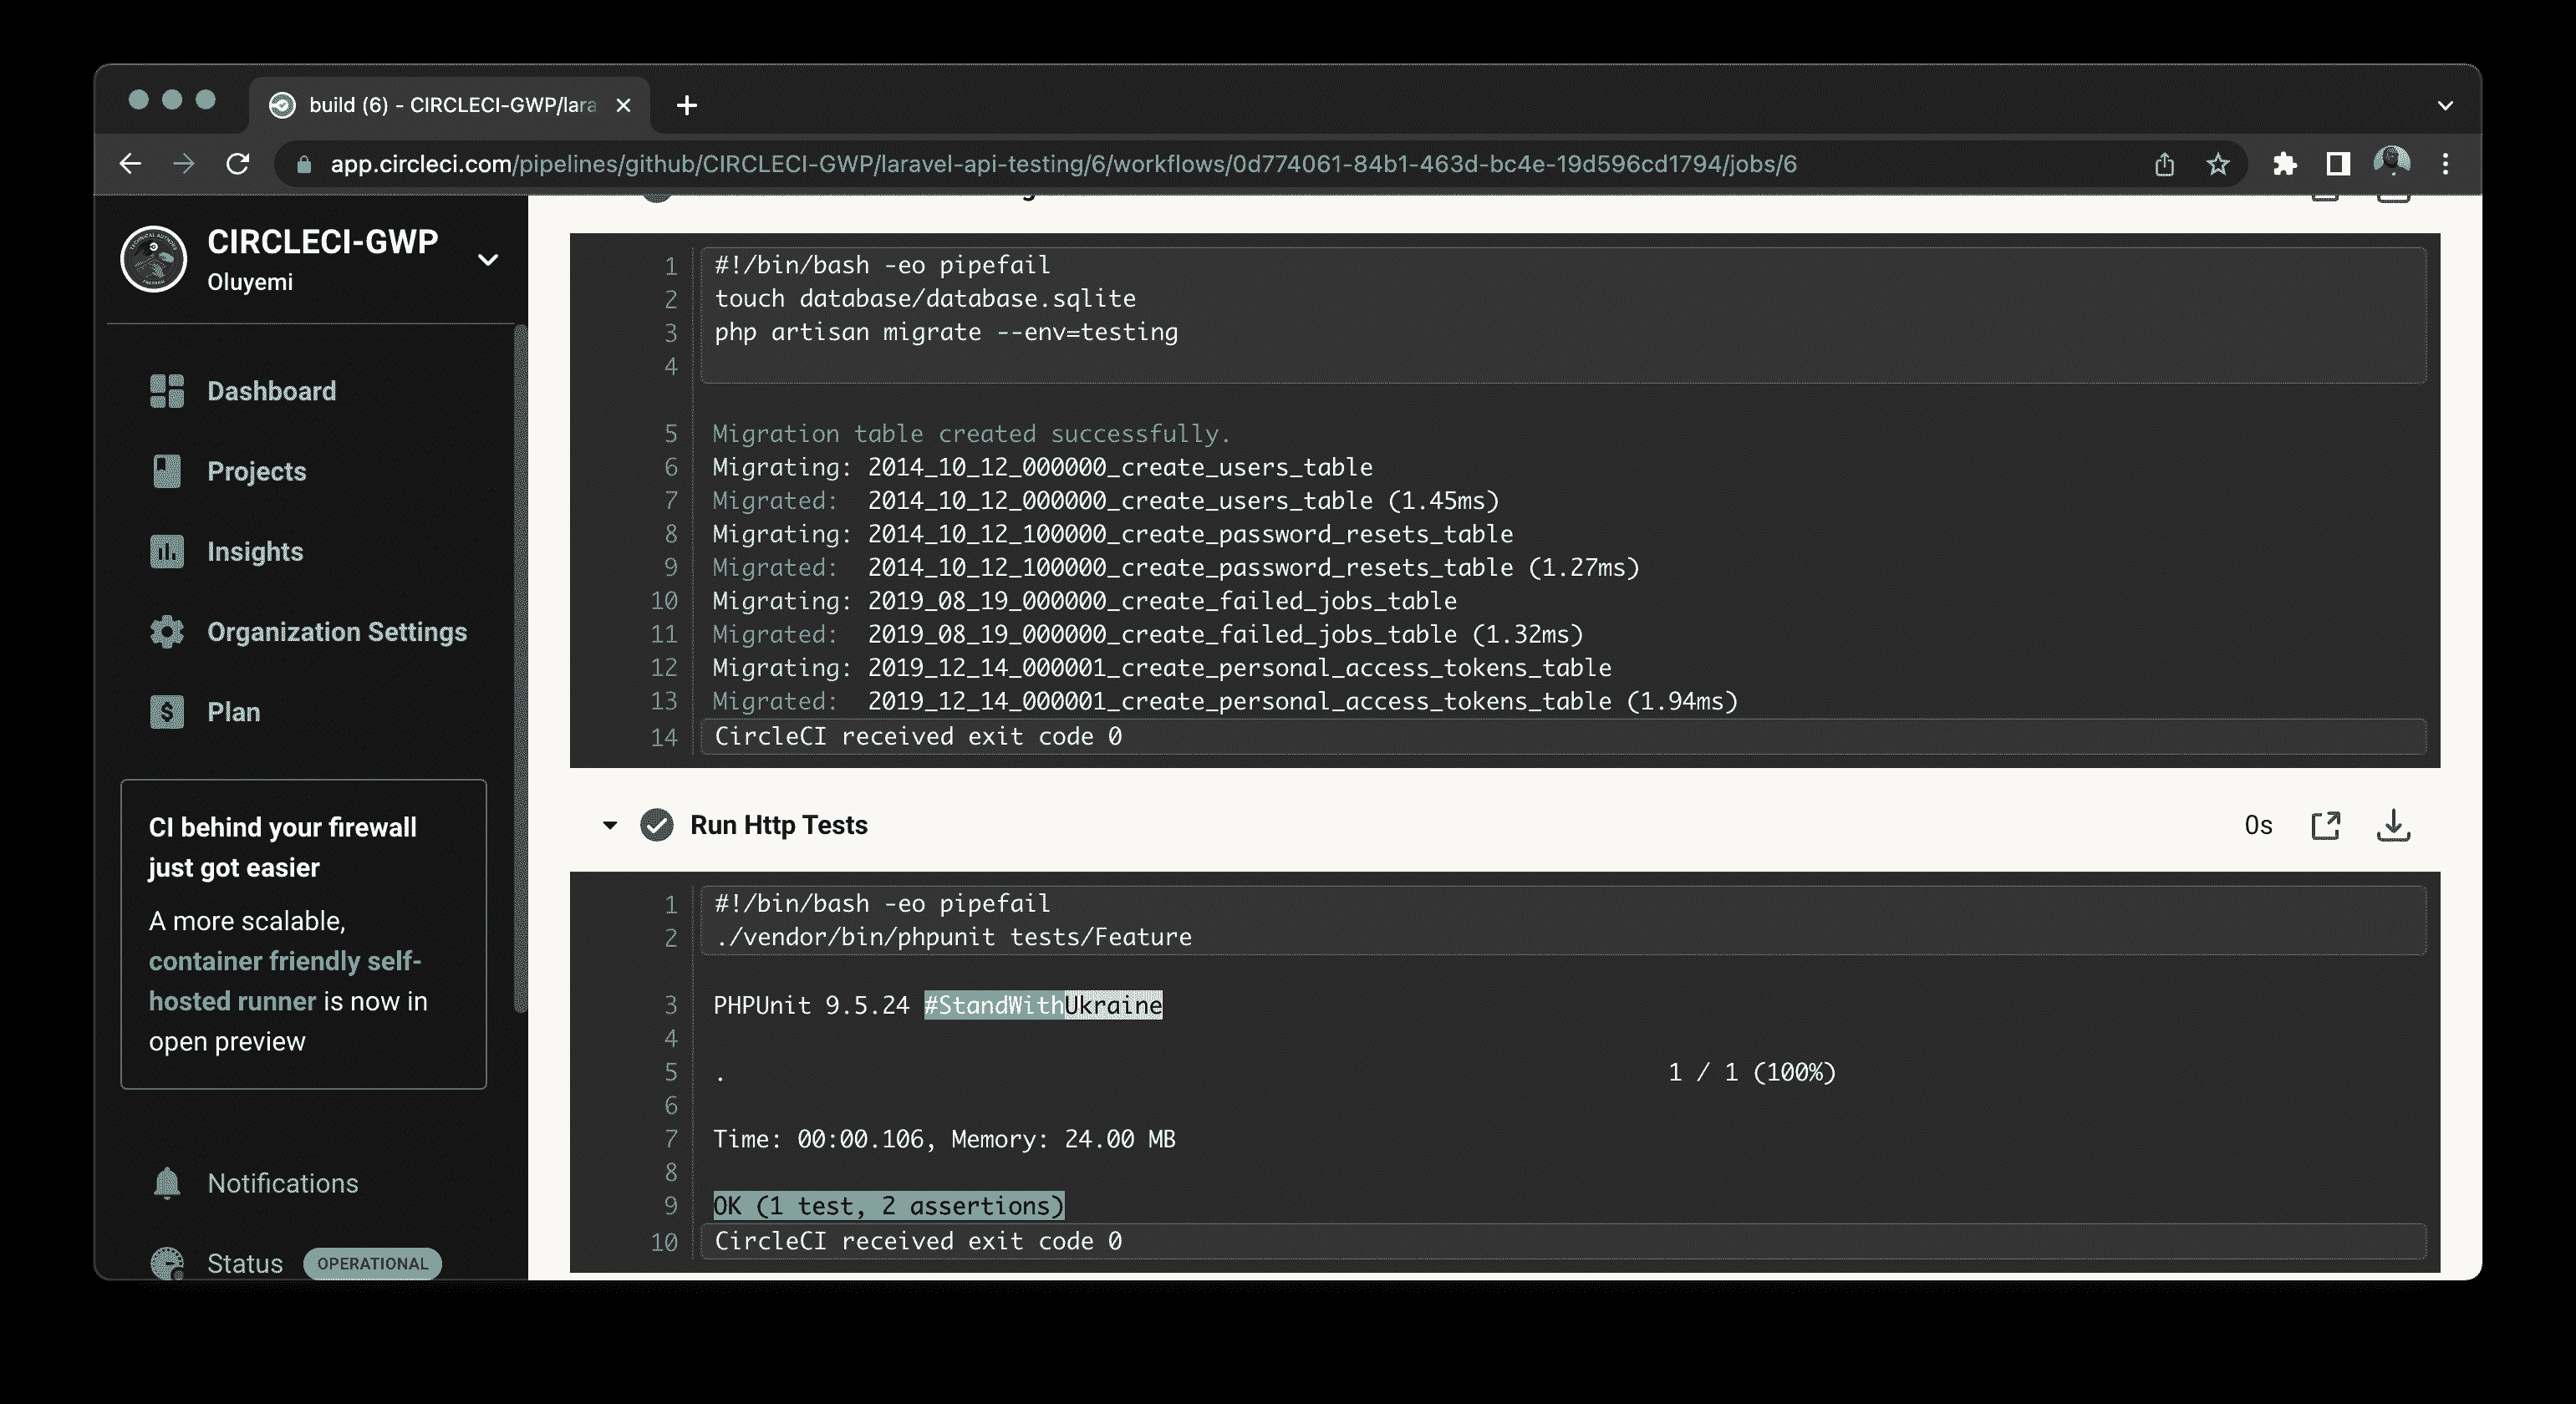 build (6) - CIRCLECI-GWP/lara
app.circleci.com/pipelines/github/CIRCLECI-GWP/laravel-api-testing/6/workflows/0d774061-84b1-463d-bc4e-19d596cd1794/jobs/6
CIRCLECI-GWP
Oluyemi
Dashboard
Projects
Insights
Organization Settings
Plan
CI behind your firewall
just got easier
A more scalable,
container friendly self-
hosted runner is now in
open preview
Notifications
Status OPERATIONAL
1 #!/bin/bash -eo pipefail
2 touch database/database.sqlite
3 php artisan migrate --env=testing
4
5 Migration table created successfully.
6 Migrating: 2014_10_12_000000_create_users_table
7 Migrated:  2014_10_12_000000_create_users_table (1.45ms)
8 Migrating: 2014_10_12_100000_create_password_resets_table
9 Migrated:  2014_10_12_100000_create_password_resets_table (1.27ms)
10 Migrating: 2019_08_19_000000_create_failed_jobs_table
11 Migrated:  2019_08_19_000000_create_failed_jobs_table (1.32ms)
12 Migrating: 2019_12_14_000001_create_personal_access_tokens_table
13 Migrated:  2019_12_14_000001_create_personal_access_tokens_table (1.94ms)
14 CircleCI received exit code 0
Run Http Tests 0s
1 #!/bin/bash -eo pipefail
2 ./vendor/bin/phpunit tests/Feature
3 PHPUnit 9.5.24 #StandWithUkraine
4
5 . 1 / 1 (100%)
6
7 Time: 00:00.106, Memory: 24.00 MB
8
9 OK (1 test, 2 assertions)
10 CircleCI received exit code 0